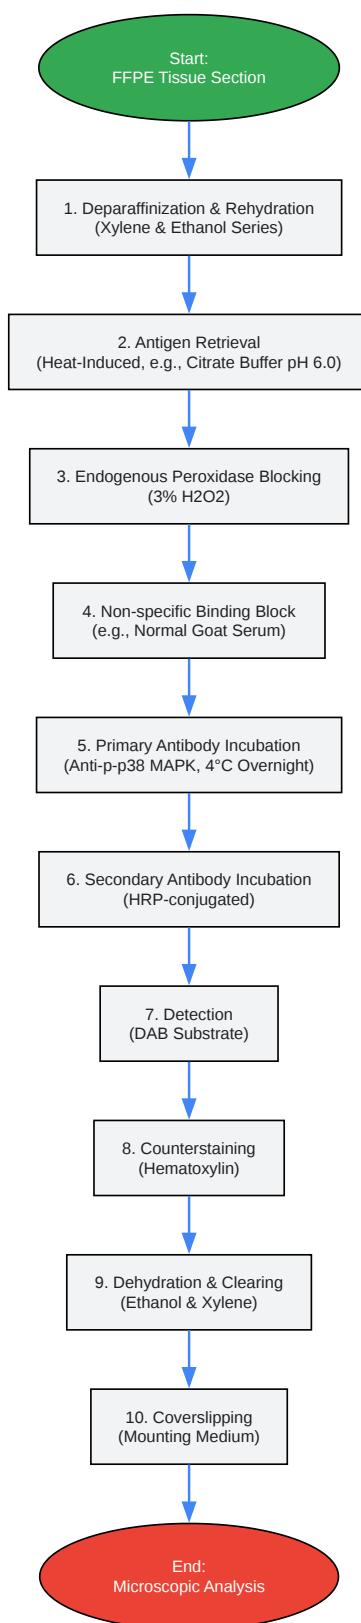 Start:
FFPE Tissue Section
1. Deparaffinization & Rehydration
(Xylene & Ethanol Series)
2. Antigen Retrieval
(Heat-Induced, e.g., Citrate Buffer pH 6.0)
3. Endogenous Peroxidase Blocking
(3% H2O2)
4. Non-specific Binding Block
(e.g., Normal Goat Serum)
5. Primary Antibody Incubation
(Anti-p-p38 MAPK, 4°C Overnight)
6. Secondary Antibody Incubation
(HRP-conjugated)
7. Detection
(DAB Substrate)
8. Counterstaining
(Hematoxylin)
9. Dehydration & Clearing
(Ethanol & Xylene)
10. Coverslipping
(Mounting Medium)
End:
Microscopic Analysis